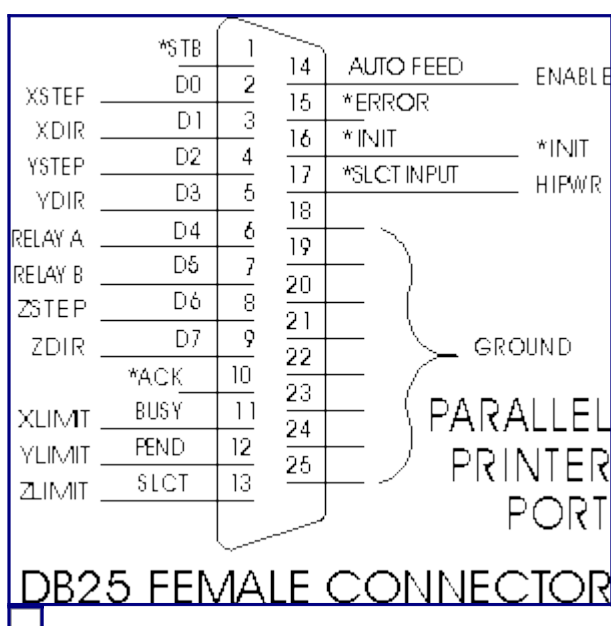 *STB 1
XSTEP D0 2
XDIR D1 3
YSTEP D2 4
YDIR D3 5
RELAY A D4 6
RELAY B D5 7
ZSTEP D6 8
ZDIR D7 9
*ACK 10
XLIMIT BUSY 11
YLIMIT PEND 12
ZLIMIT SLCT 13
14 AUTO FEED ENABLE
15 *ERROR
16 *INIT *INIT
17 *SLCT INPUT HIPWR
18
19
20
21
22
23
24
25
GROUND
PARALLEL
PRINTER
PORT
DB25 FEMALE CONNECTOR